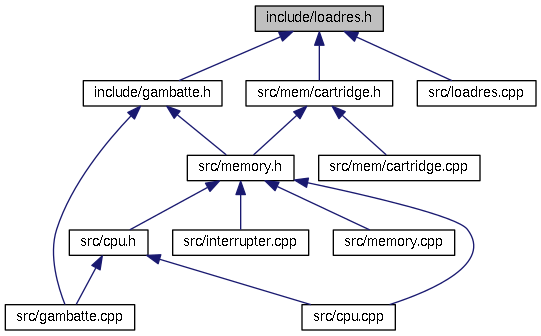 include/loadres.h
include/gambatte.h
src/mem/cartridge.h
src/loadres.cpp
src/memory.h
src/mem/cartridge.cpp
src/cpu.h
src/interrupter.cpp
src/memory.cpp
src/gambatte.cpp
src/cpu.cpp